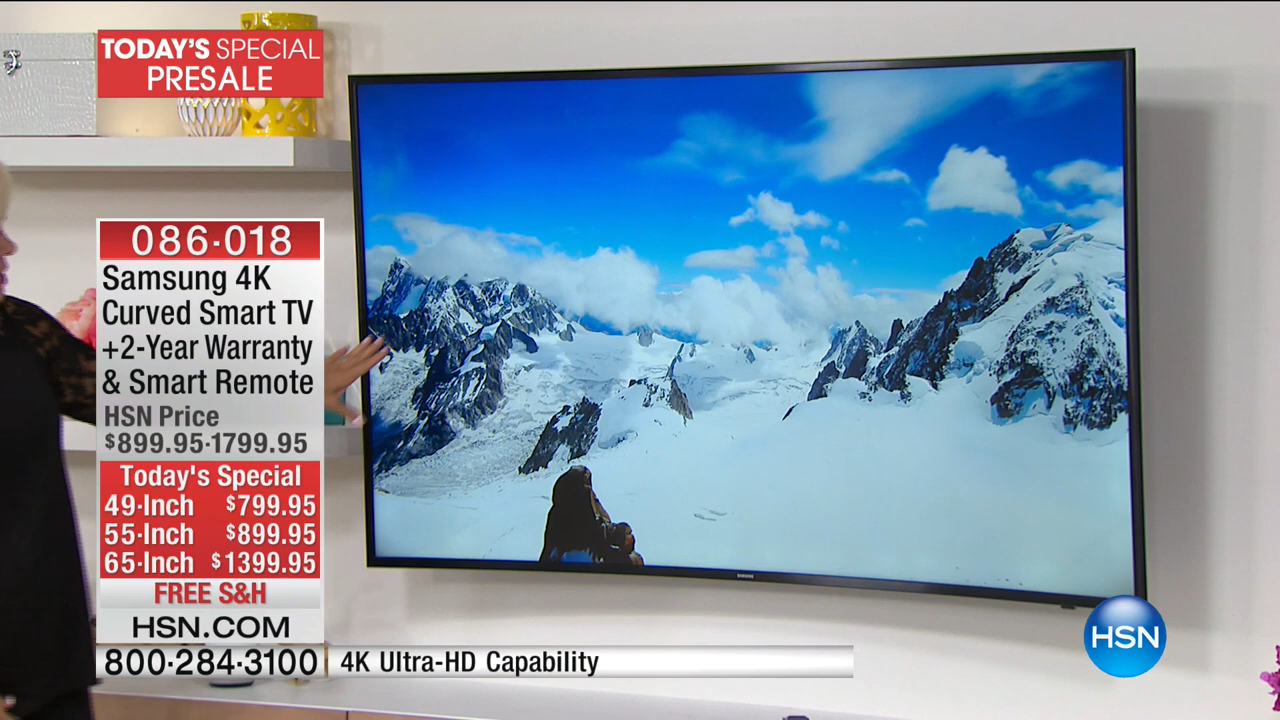 TODAY'S SPECIAL
PRESALE
086-018
Samsung 4K
Curved Smart TV
+2-Year Warranty
& Smart Remote
HSN Price
$899.95-1799.95
Today's Special
49-Inch $799.95
55-Inch $899.95
65-Inch $1399.95
FREE S&H
HSN.COM
800-284-3100
4K Ultra-HD Capability
SAMSUNG
HSN